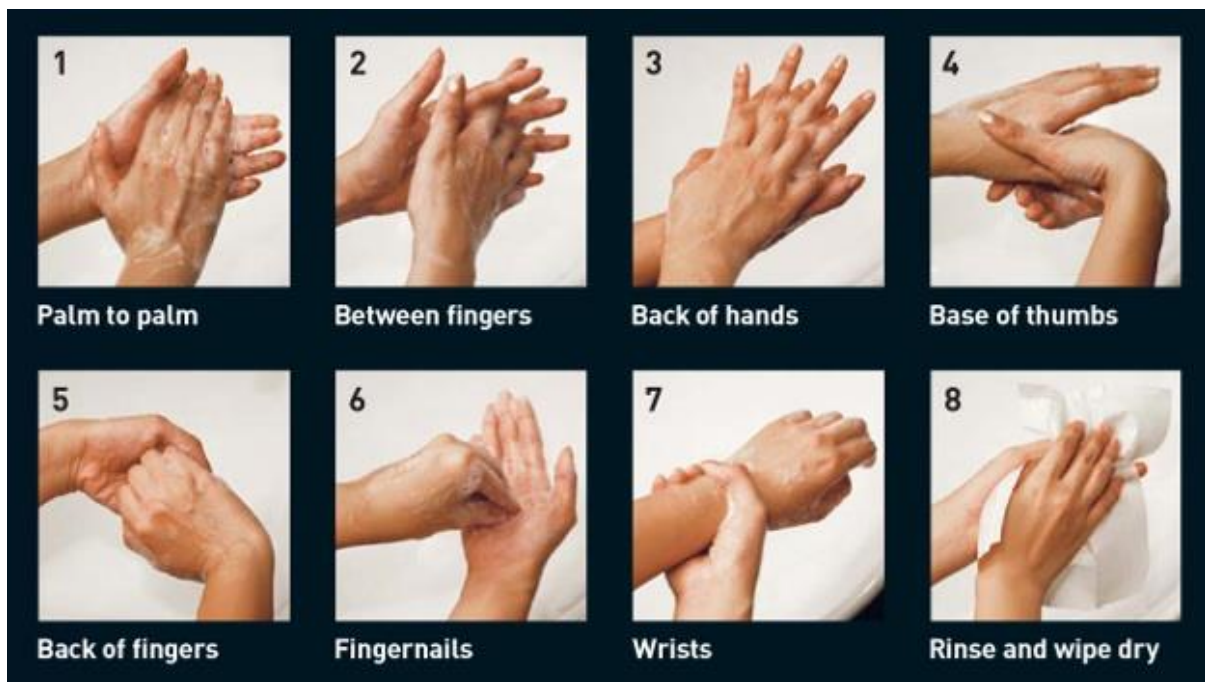 1
Palm to palm
2
Between fingers
3
Back of hands
4
Base of thumbs
5
Back of fingers
6
Fingernails
7
Wrists
8
Rinse and wipe dry